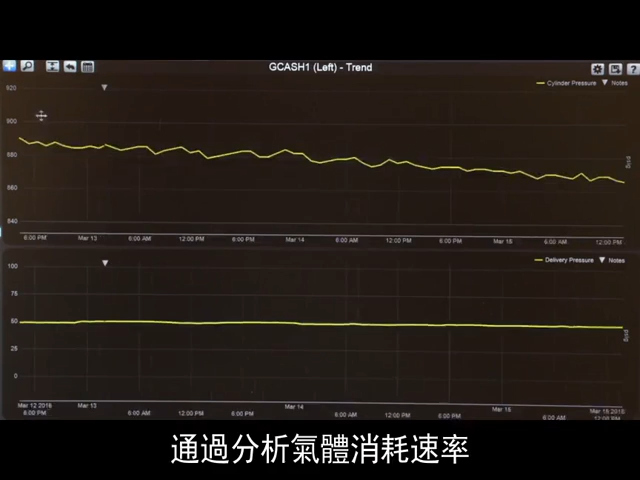 GCASH1 (Left) - Trend
Cylinder Pressure Notes
920
900
880
860
840
psig
6:00 PM Mar 13 6:00 AM 12:00 PM 6:00 PM Mar 14 6:00 AM 12:00 PM 6:00 PM Mar 15 6:00 AM 12:00 PM
Delivery Pressure Notes
100
75
50
25
0
psig
Mar 12 2016 Mar 13 Mar 14 Mar 15 Mar 15 2016
6:00 PM 6:00 AM 12:00 PM 6:00 PM 6:00 AM 12:00 PM 6:00 PM 6:00 AM 12:00 PM
通過分析氣體消耗速率